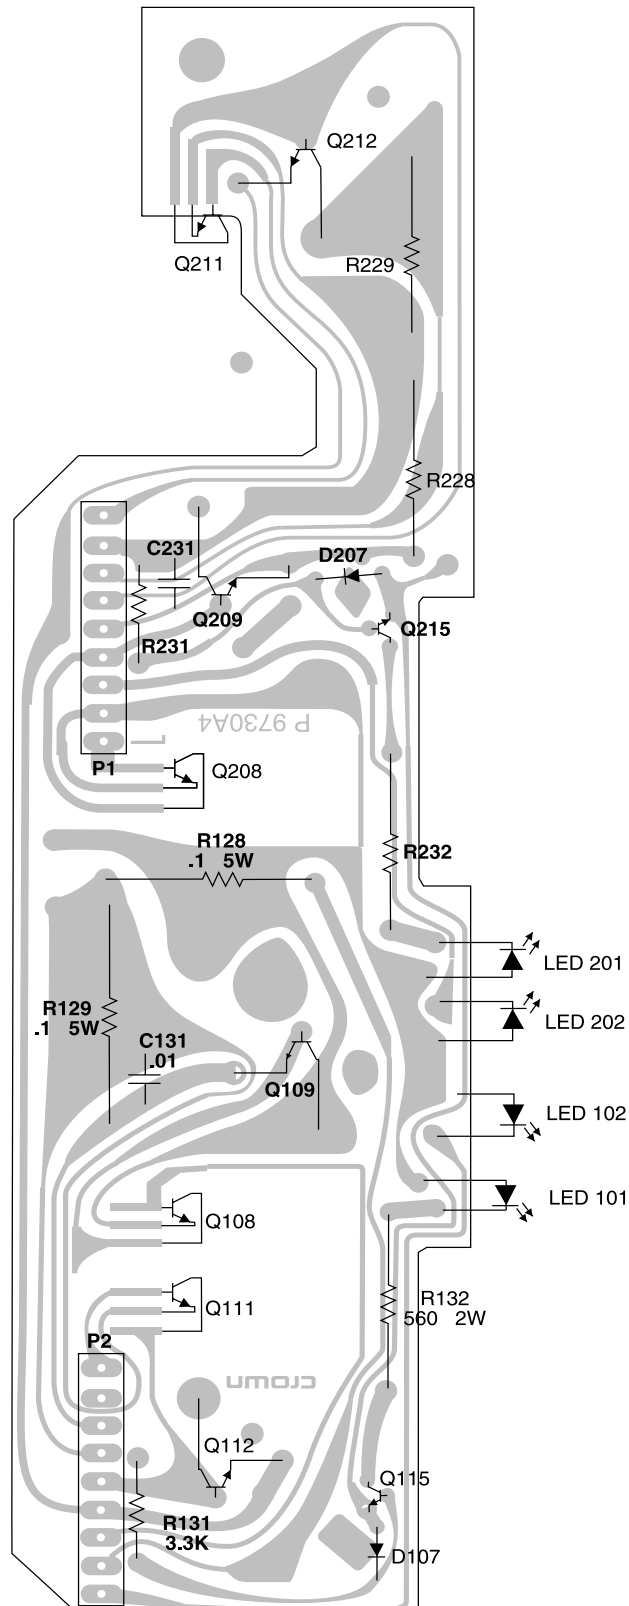 Q212
Q211
R229
R228
C231
D207
Q209
Q215
R231
P 9730A4
P1
Q208
R128
.1 5W
R232
LED 201
R129
.1 5W
LED 202
C131
.01
Q109
LED 102
LED 101
Q108
Q111
R132
560 2W
P2
crown
Q112
Q115
R131
3.3K
D107